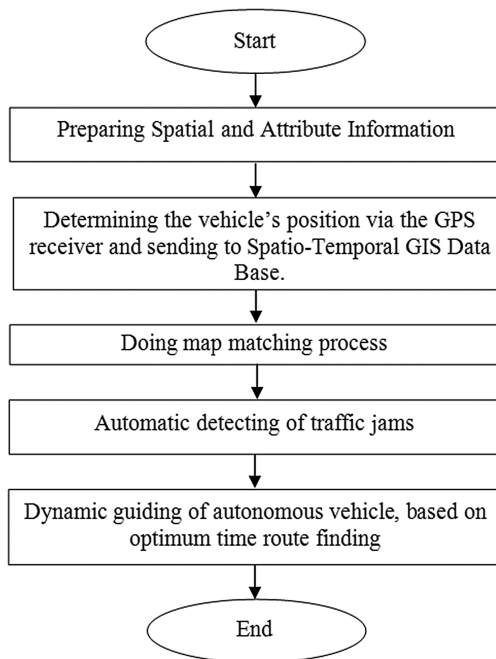 Start
Preparing Spatial and Attribute Information
Determining the vehicle's position via the GPS
receiver and sending to Spatio-Temporal GIS Data
Base.
Doing map matching process
Automatic detecting of traffic jams
Dynamic guiding of autonomous vehicle, based on
optimum time route finding
End